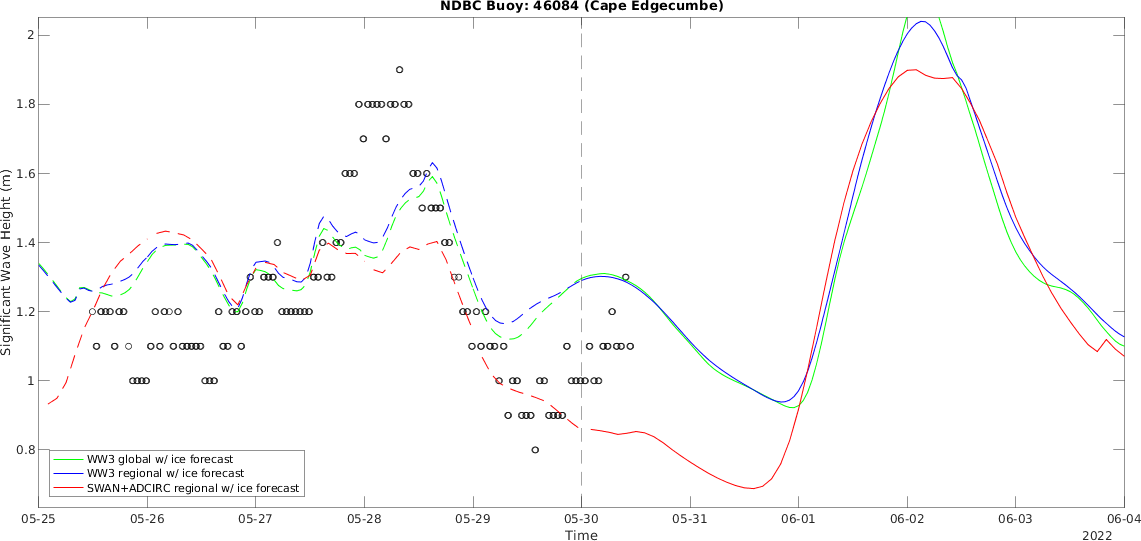 NDBC Buoy: 46084 (Cape Edgecumbe)
Significant Wave Height (m)
2
1.8
1.6
1.4
1.2
1
0.8
WW3 global w/ ice forecast
WW3 regional w/ ice forecast
SWAN+ADCIRC regional w/ ice forecast
05-25 05-26 05-27 05-28 05-29 05-30 05-31 06-01 06-02 06-03 06-04
Time
2022